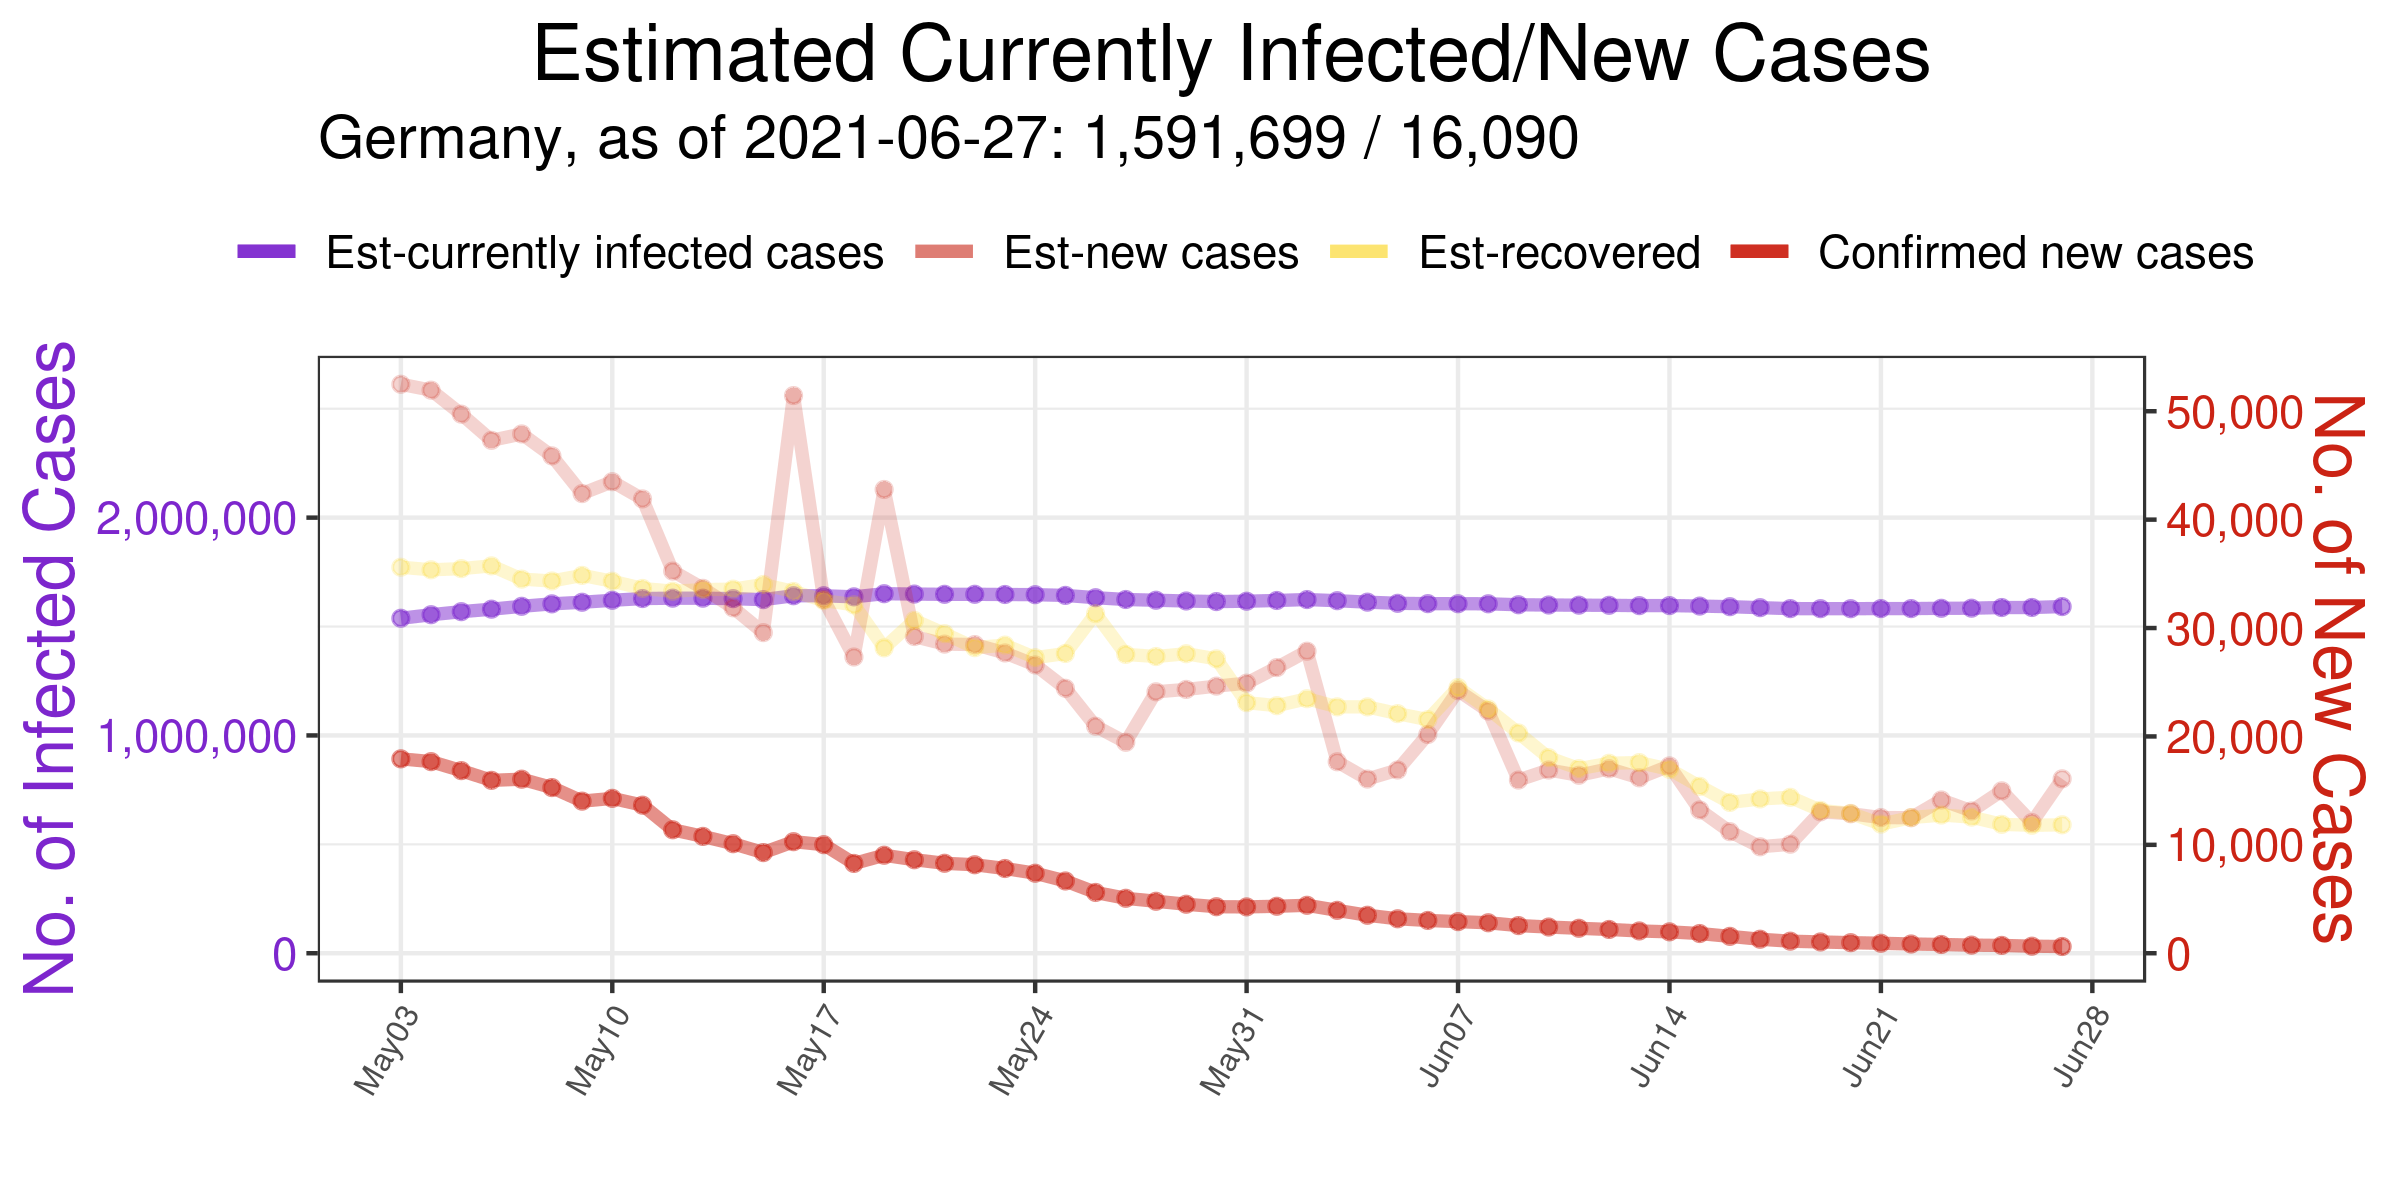 Estimated Currently Infected/New Cases
Germany, as of 2021-06-27: 1,591,699 / 16,090
Est-currently infected cases Est-new cases Est-recovered Confirmed new cases
No. of Infected Cases
2,000,000
1,000,000
0
50,000
40,000
30,000
20,000
10,000
0
No. of New Cases
May03 May10 May17 May24 May31 Jun07 Jun14 Jun21 Jun28